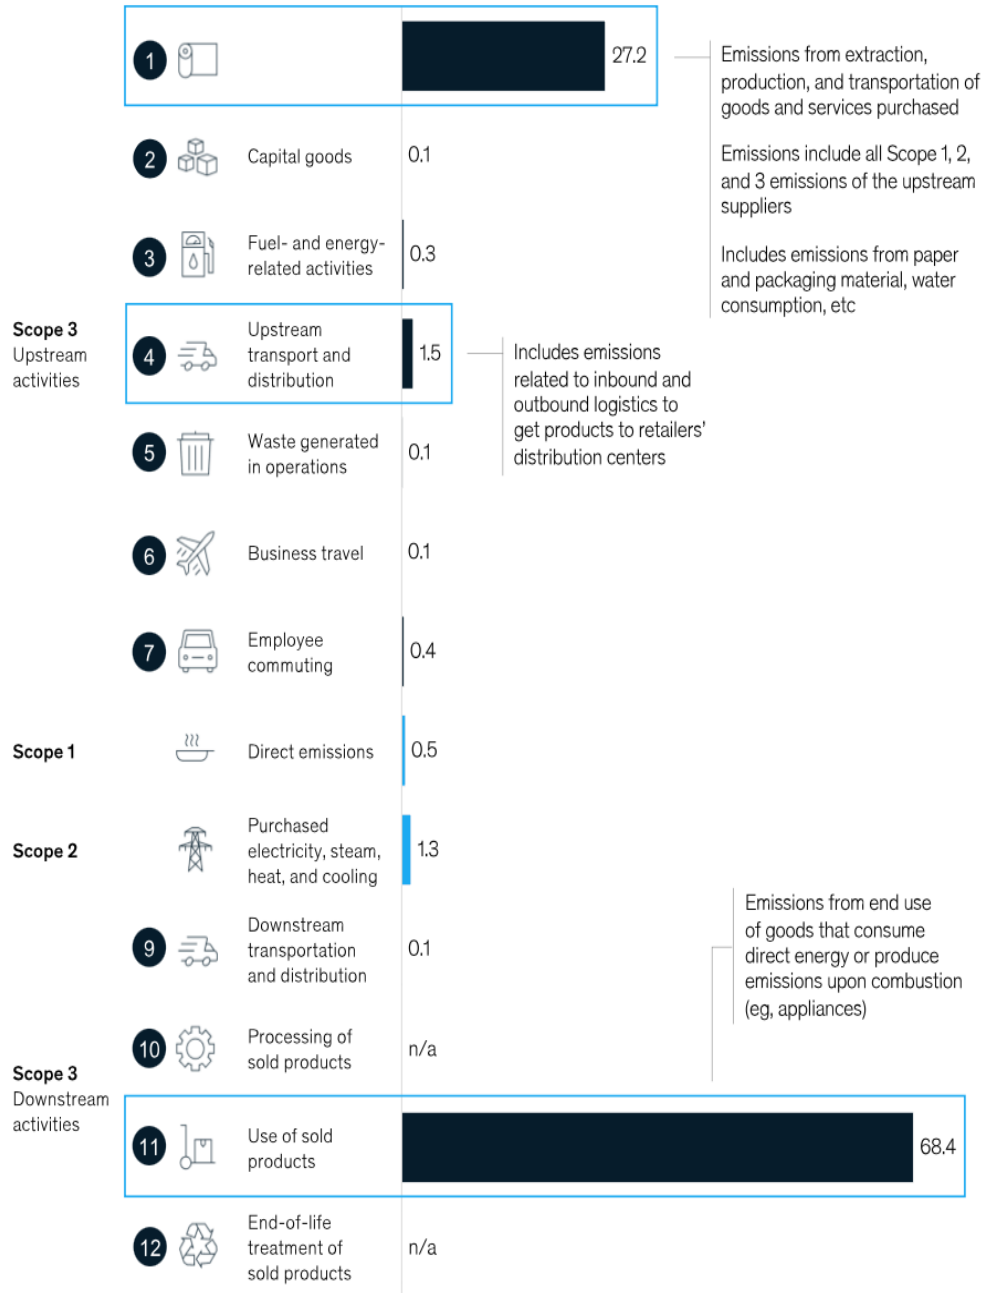 1
27.2
Emissions from extraction,
production, and transportation of
goods and services purchased
Emissions include all Scope 1, 2,
and 3 emissions of the upstream
suppliers
Includes emissions from paper
and packaging material, water
consumption, etc
2
Capital goods
0.1
3
Fuel- and energy-
related activities
0.3
Scope 3
Upstream
activities
4
Upstream
transport and
distribution
1.5
Includes emissions
related to inbound and
outbound logistics to
get products to retailers’
distribution centers
5
Waste generated
in operations
0.1
6
Business travel
0.1
7
Employee
commuting
0.4
Scope 1
Direct emissions
0.5
Scope 2
Purchased
electricity, steam,
heat, and cooling
1.3
9
Downstream
transportation
and distribution
0.1
Emissions from end use
of goods that consume
direct energy or produce
emissions upon combustion
(eg, appliances)
10
Processing of
sold products
n/a
Scope 3
Downstream
activities
11
Use of sold
products
68.4
12
End-of-life
treatment of
sold products
n/a